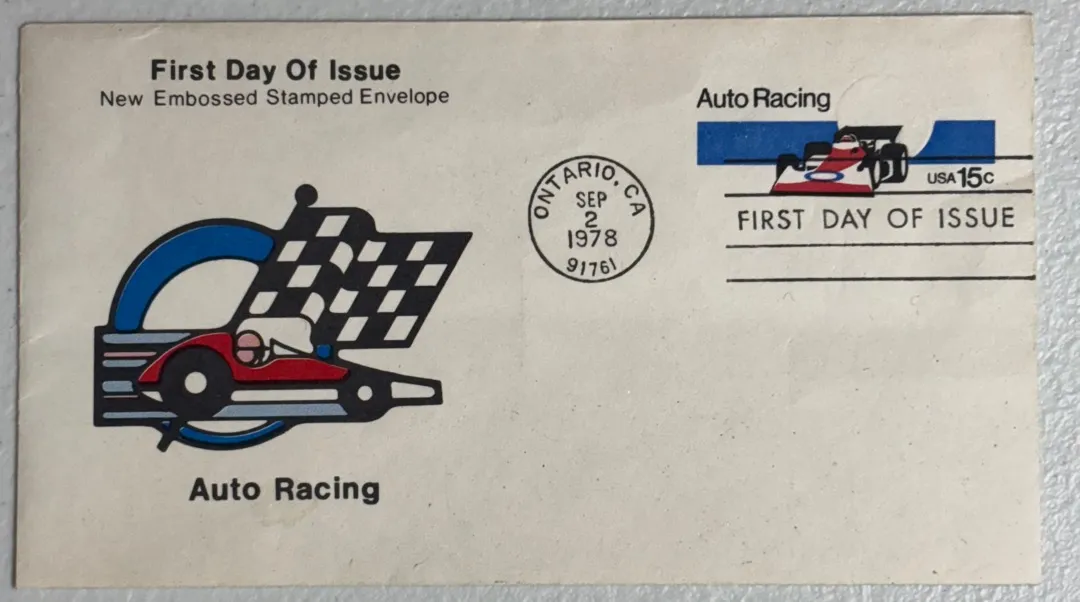 First Day Of Issue
New Embossed Stamped Envelope
Auto Racing
USA 15c
ONTARIO, CA
SEP
2
1978
91761
FIRST DAY OF ISSUE
Auto Racing